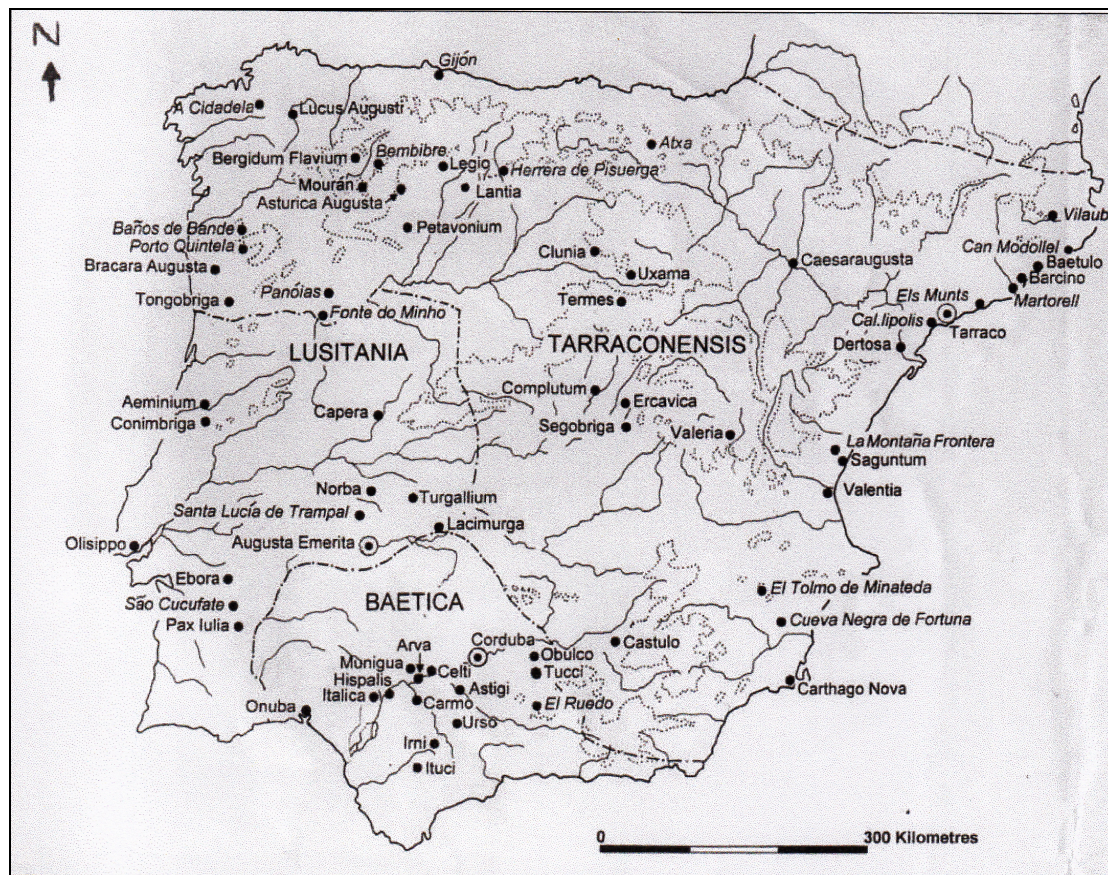 N
Gijón
A Cidadela
Lucus Augusti
Atxa
Bergidum Flavium
Bembibre
Legio
Herrera de Pisuerga
Mourán
Lantia
Asturica Augusta
Vilauba
Baños de Bande
Petavonium
Porto Quintela
Clunia
Can Modollel
Bracara Augusta
Uxama
Caesaraugusta
Baetulo
Barcino
Panóias
Termes
Els Munts
Martorell
Tongobriga
Fonte do Minho
Cal.lipolis
Tarraco
LUSITANIA
TARRACONENSIS
Dertosa
Complutum
Ercavica
Aeminium
Capera
Conimbriga
Segobriga
Valeria
La Montaña Frontera
Saguntum
Norba
Turgallium
Valentia
Santa Lucía de Trampal
Lacimurga
Olisippo
Augusta Emerita
Ebora
El Tolmo de Minateda
São Cucufate
BAETICA
Pax Iulia
Cueva Negra de Fortuna
Arva
Corduba
Castulo
Munigua
Celti
Obulco
Hispalis
Tucci
Italica
Astigi
Carthago Nova
Onuba
Carmo
El Ruedo
Urso
Irni
Ituci
0
300 Kilometres